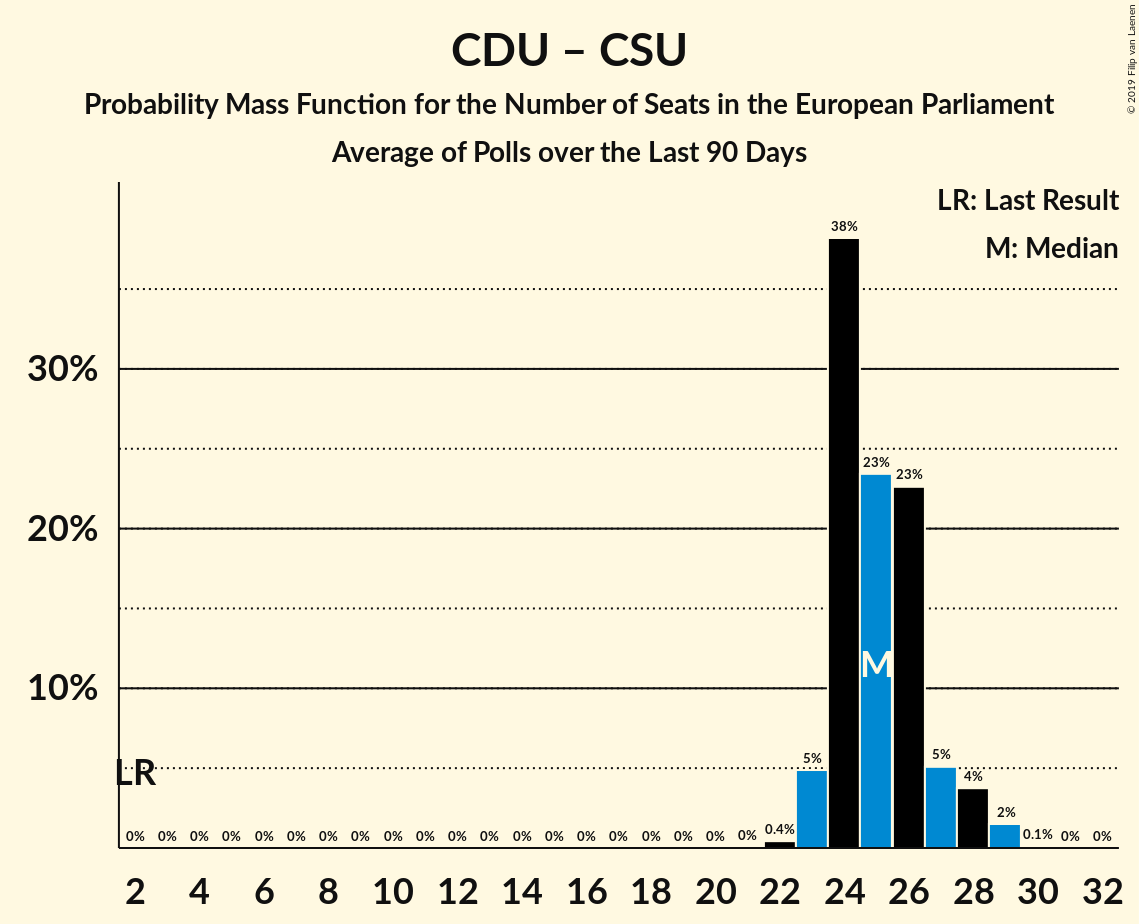 CDU – CSU
Probability Mass Function for the Number of Seats in the European Parliament
Average of Polls over the Last 90 Days
© 2019 Filip van Laenen
LR: Last Result
M: Median
38%
30%
23%
23%
20%
M
10%
LR
0% 0% 0% 0% 0% 0% 0% 0% 0% 0% 0% 0% 0% 0% 0% 0% 0% 0% 0% 0% 0.4% 5% 5% 4% 2% 0.1% 0% 0%
2 4 6 8 10 12 14 16 18 20 22 24 26 28 30 32